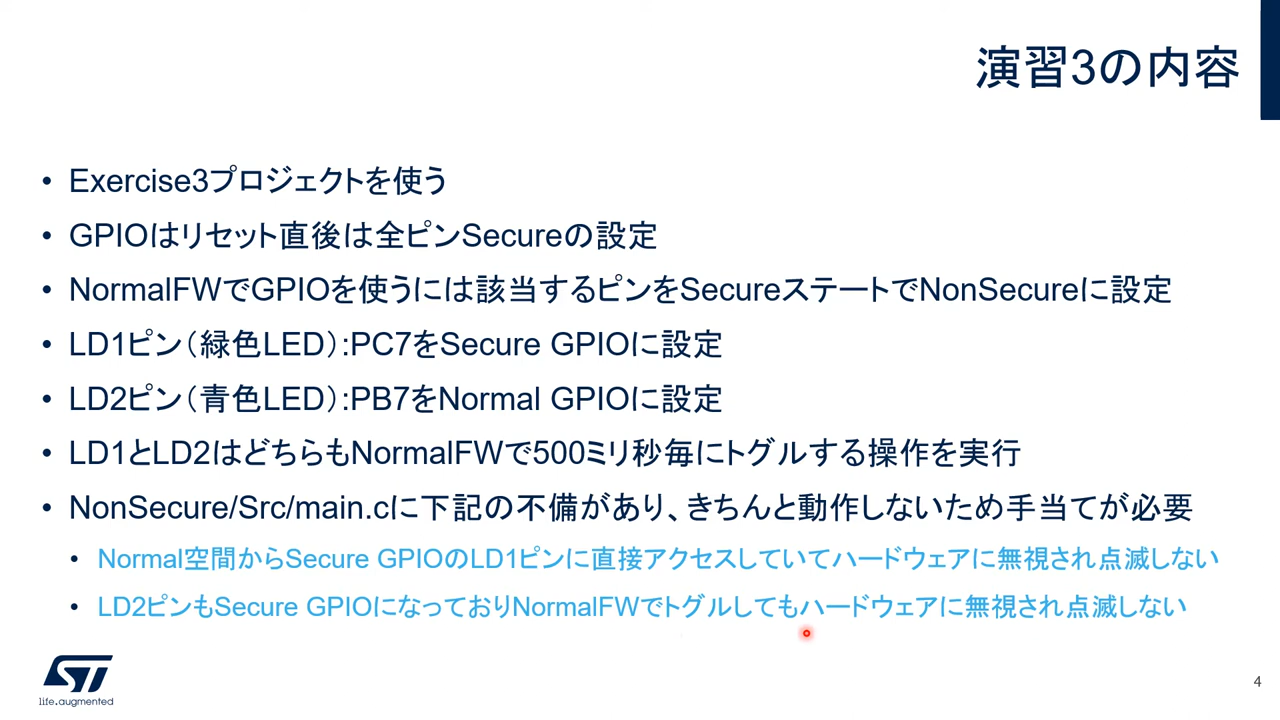 演習3の内容
• Exercise3プロジェクトを使う
• GPIOはリセット直後は全ピンSecureの設定
• NormalFWでGPIOを使うには該当するピンをSecureステートでNonSecureに設定
• LD1ピン（緑色LED）:PC7をSecure GPIOに設定
• LD2ピン（青色LED）:PB7をNormal GPIOに設定
• LD1とLD2はどちらもNormalFWで500ミリ秒毎にトグルする操作を実行
• NonSecure/Src/main.cに下記の不備があり、きちんと動作しないため手当てが必要
• Normal空間からSecure GPIOのLD1ピンに直接アクセスしていてハードウェアに無視され点滅しない
• LD2ピンもSecure GPIOになっておりNormalFWでトグルしてもハードウェアに無視され点滅しない
ST
life.augmented
4